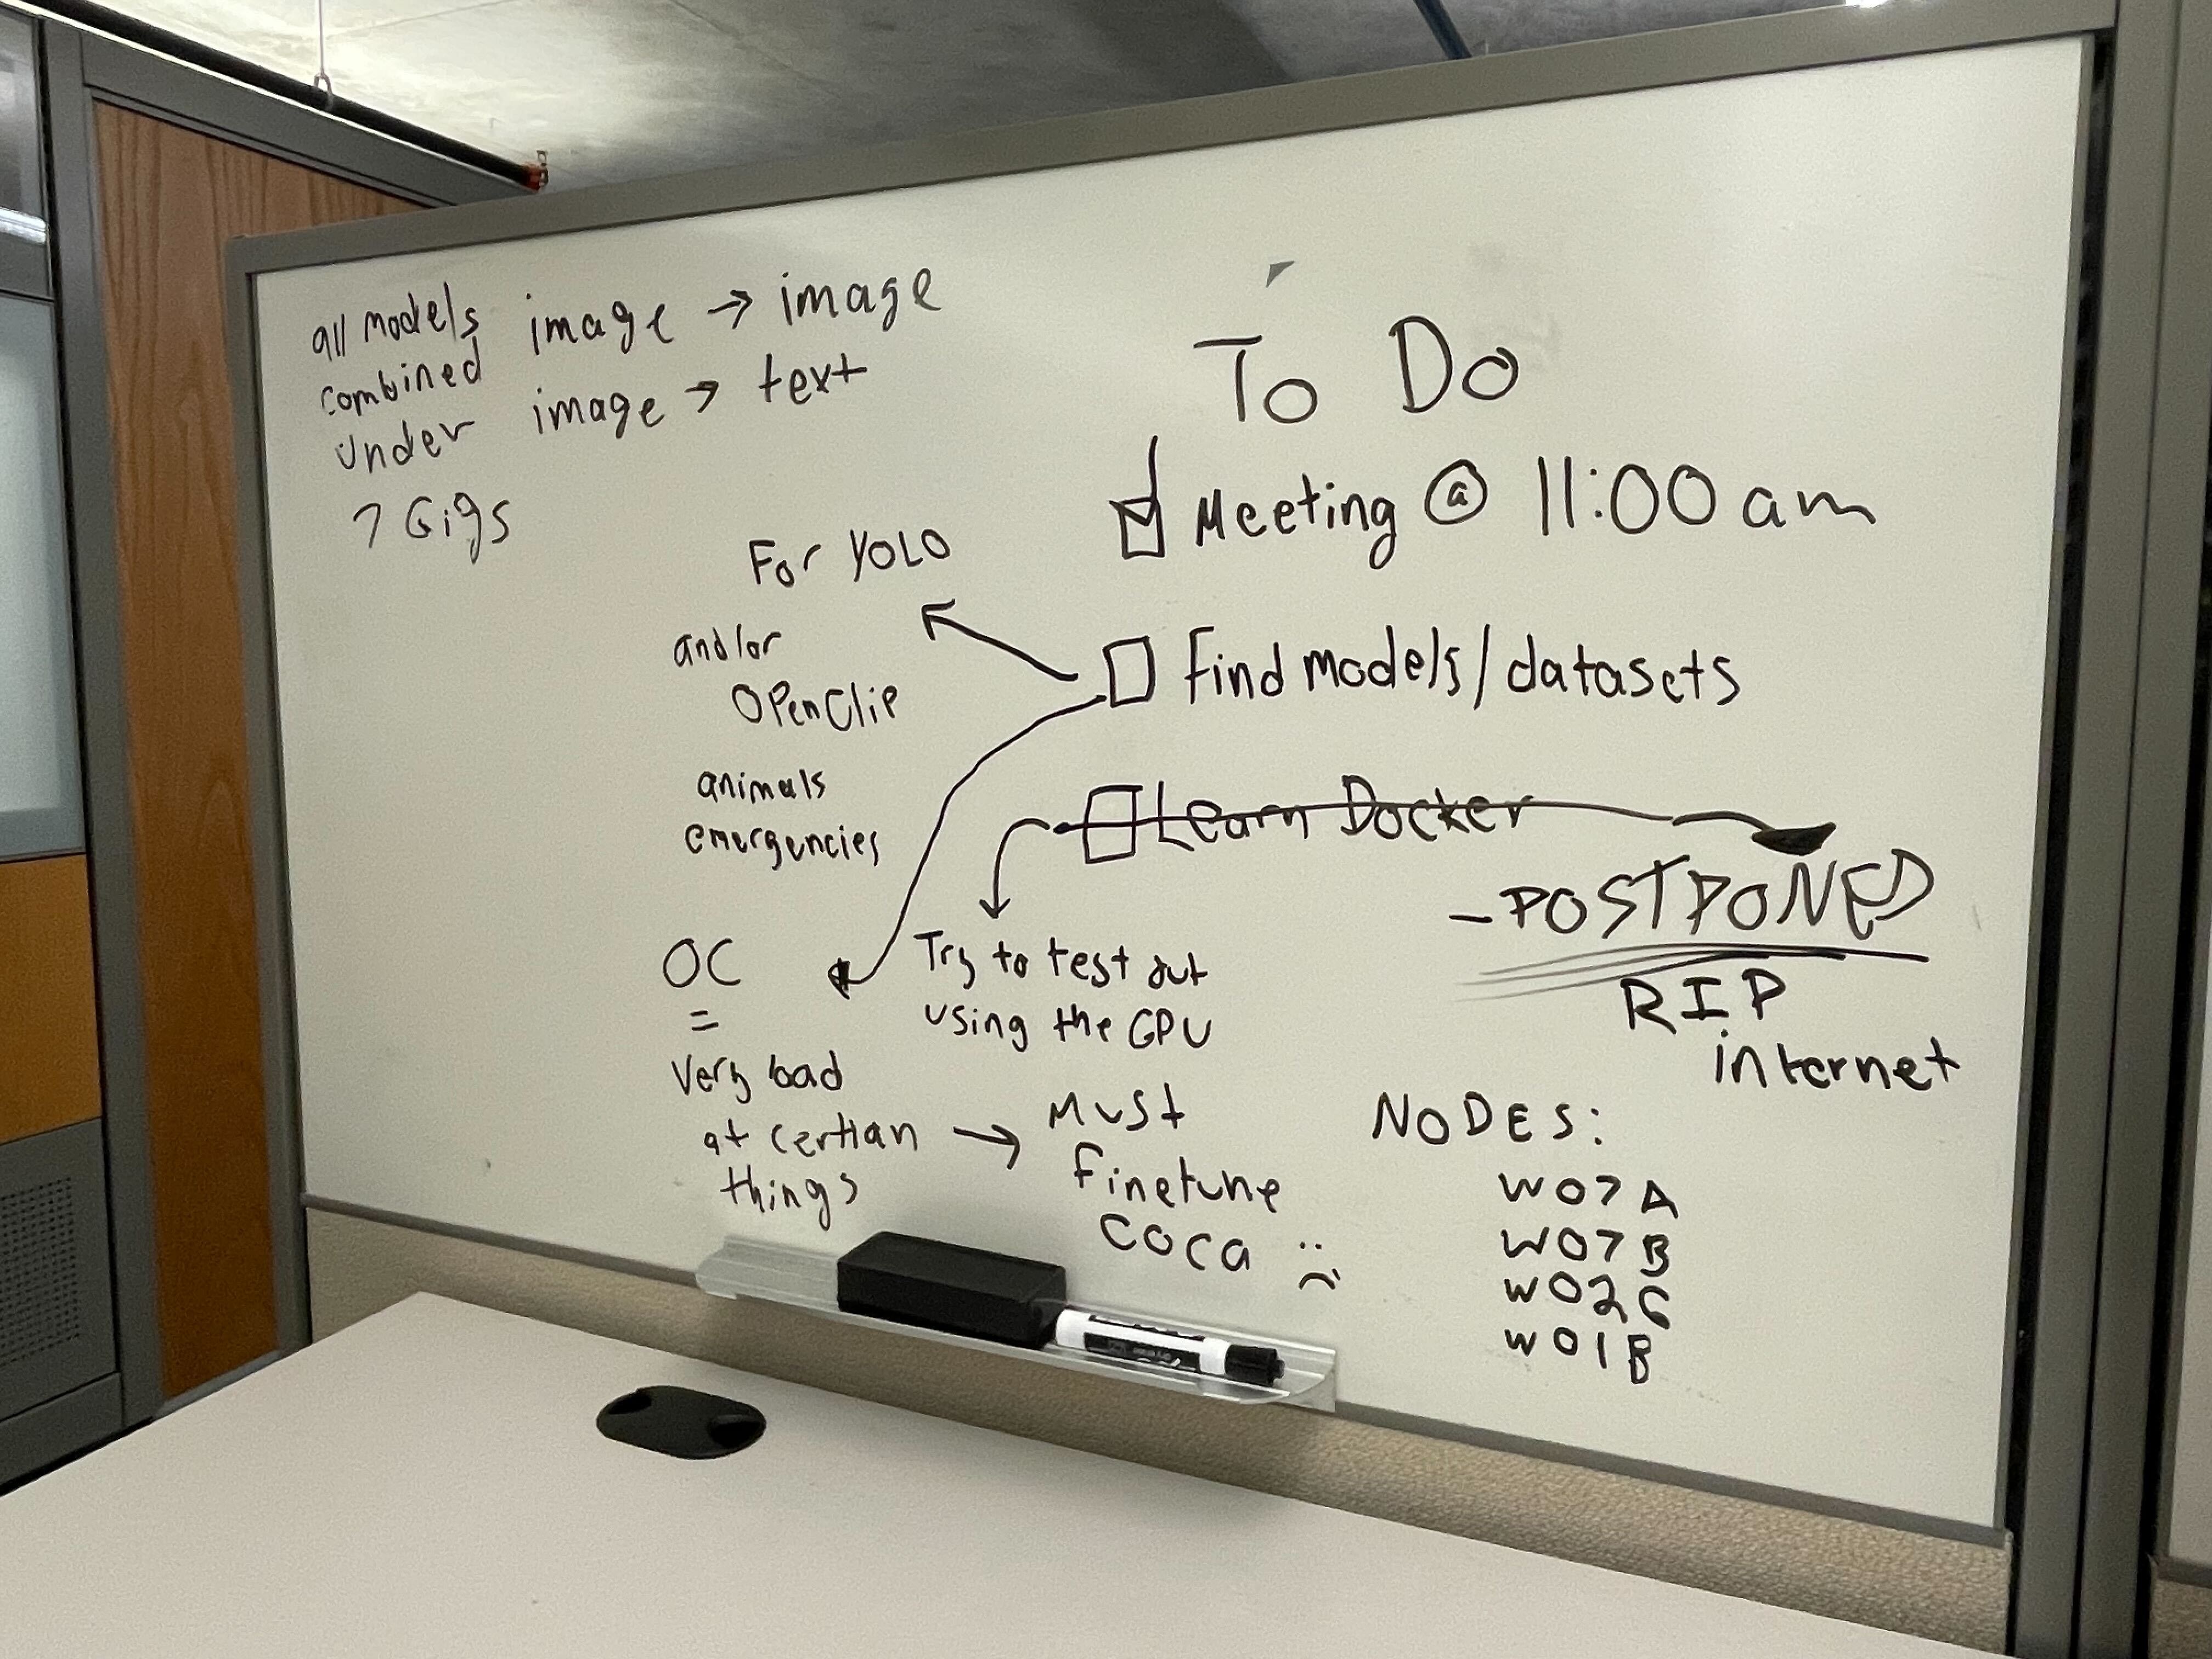 all models
combined
under
7 Gigs
image → image
image → text
To Do
Meeting @ 11:00 am
For YOLO
and/or
OpenClip
animals
emergencies
Find models/datasets
Learn Docker
-POSTPONED
RIP
internet
Try to test out
using the GPU
OC
=
Very bad
at certian
things
→ Must
finetune
COCa :(
NODES:
W07A
W07B
W02C
W01B